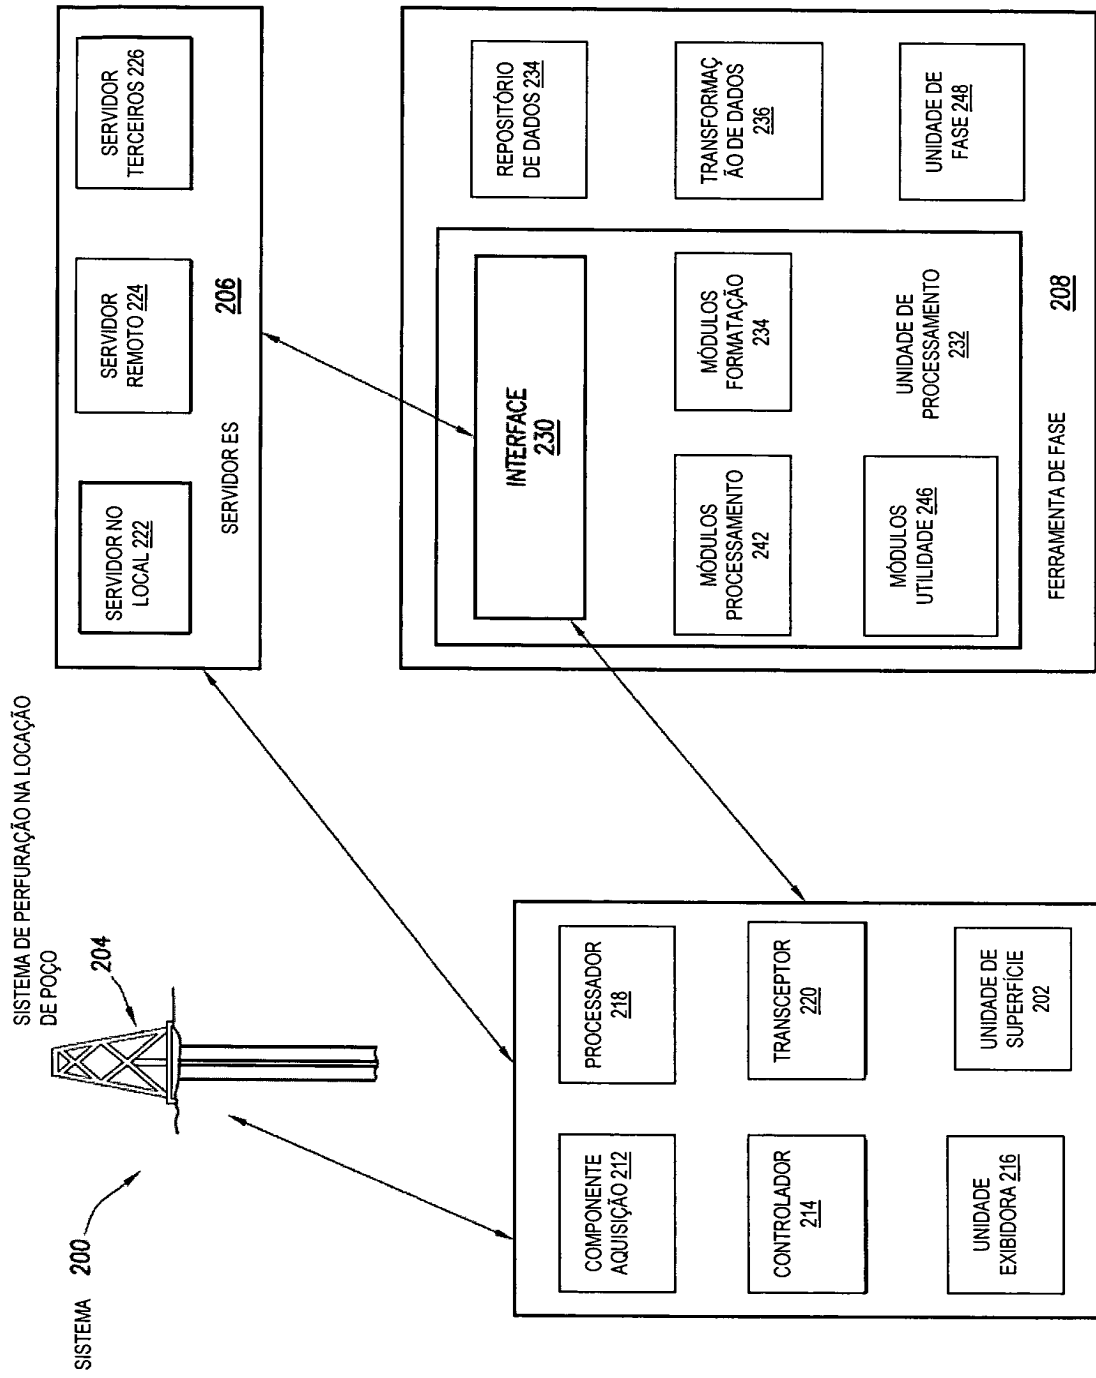 SISTEMA 200
SISTEMA DE PERFURAÇÃO NA LOCAÇÃO
DE POÇO
204
SERVIDOR NO
LOCAL 222
SERVIDOR
REMOTO 224
SERVIDOR
TERCEIROS 226
SERVIDOR ES
206
COMPONENTE
AQUISIÇÃO 212
PROCESSADOR
218
CONTROLADOR
214
TRANSCEPTOR
220
UNIDADE
EXIBIDORA 216
UNIDADE DE
SUPERFÍCIE
202
INTERFACE
230
REPOSITÓRIO
DE DADOS 234
MÓDULOS
PROCESSAMENTO
242
MÓDULOS
FORMATAÇÃO
234
TRANSFORMAÇ
ÃO DE DADOS
236
MÓDULOS
UTILIDADE 246
UNIDADE DE
PROCESSAMENTO
232
UNIDADE DE
FASE 248
FERRAMENTA DE FASE
208